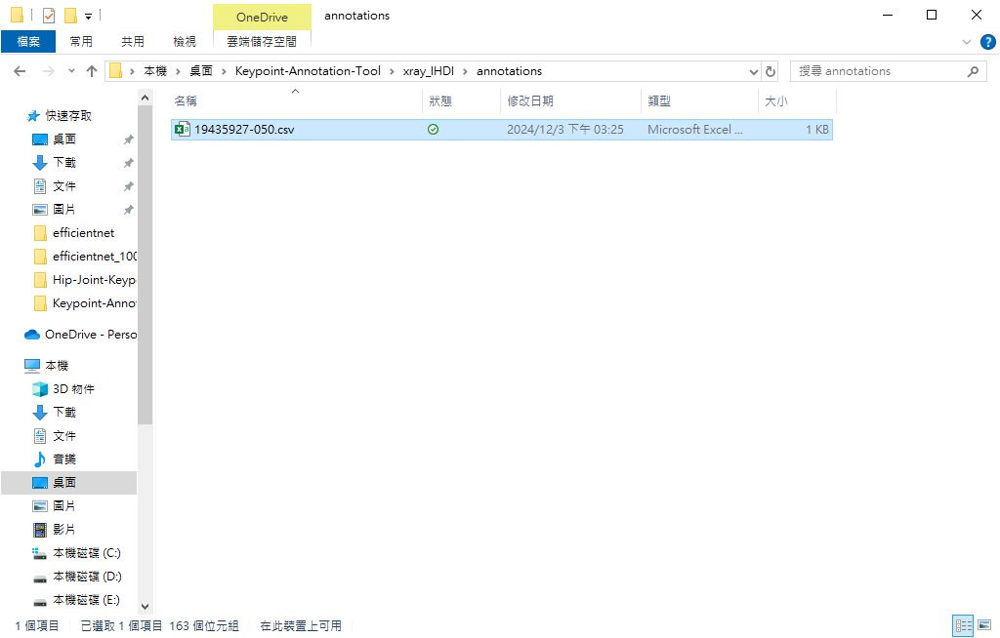 OneDrive annotations
檔案 常用 共用 檢視 雲端儲存空間
本機 桌面 Keypoint-Annotation-Tool xray_IHDI annotations 搜尋 annotations
名稱 狀態 修改日期 類型 大小
19435927-050.csv 2024/12/3 下午 03:25 Microsoft Excel ... 1 KB
快速存取
桌面
下載
文件
圖片
efficientnet
efficientnet_100
Hip-Joint-Keyp
Keypoint-Anno
OneDrive - Perso
本機
3D 物件
下載
文件
音樂
桌面
圖片
影片
本機磁碟 (C:)
本機磁碟 (D:)
本機磁碟 (E:)
1 個項目 已選取 1 個項目 163 個位元組 在此裝置上可用